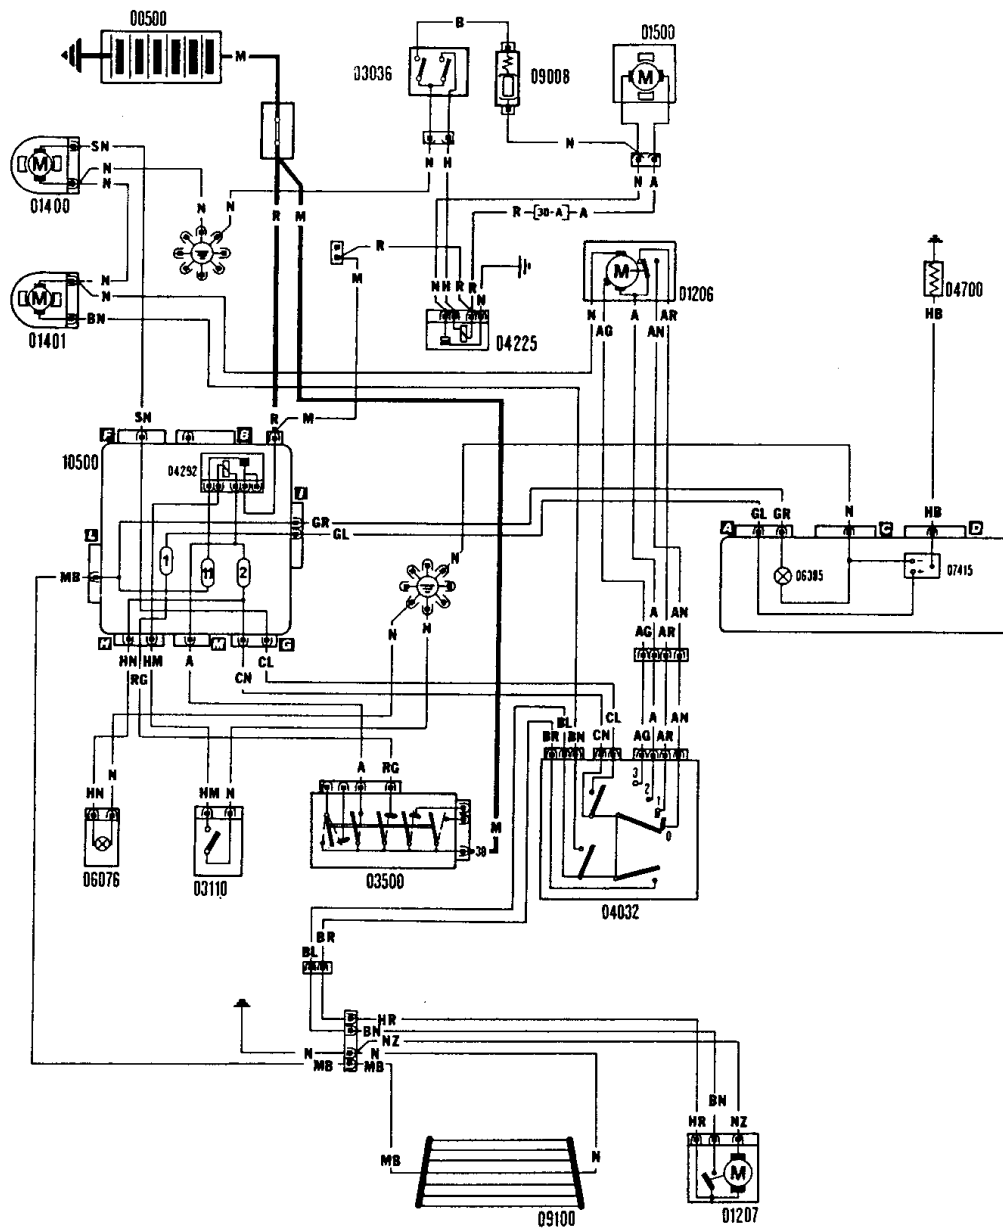 00500
M
03036
B
09008
01500
M
SN
M
N
N
01400
N
N
R
M
N
H
N
N
A
R 30-A A
R
M
04700
HB
M
N
N
BN
01401
N
H
R
R
N
04225
M
01206
N
AG
A
AN
AR
SN
R
M
F
B
10500
04292
I
GR
GL
L
MB
1
11
2
H
M
G
HN
HM
RG
A
CN
CL
N
N
N
GL
GR
N
HB
A
C
D
06385
07415
AG
A
AR
AN
HN
N
06076
HM
N
03110
A
RG
M
30
03500
BR
BL
BN
CN
CL
AG
A
AR
AN
3
2
1
0
04032
BL
BR
HR
BN
NZ
N
N
MB
MB
MB
N
09100
HR
BN
NZ
M
01207